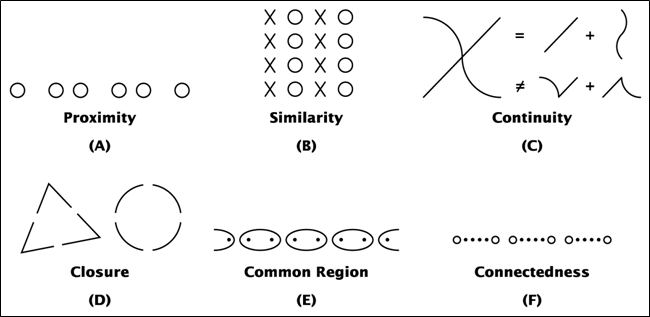 X O X O
X O X O
X O X O
X O X O
= +
≠ +
Proximity Similarity Continuity
(A) (B) (C)
Closure Common Region Connectedness
(D) (E) (F)